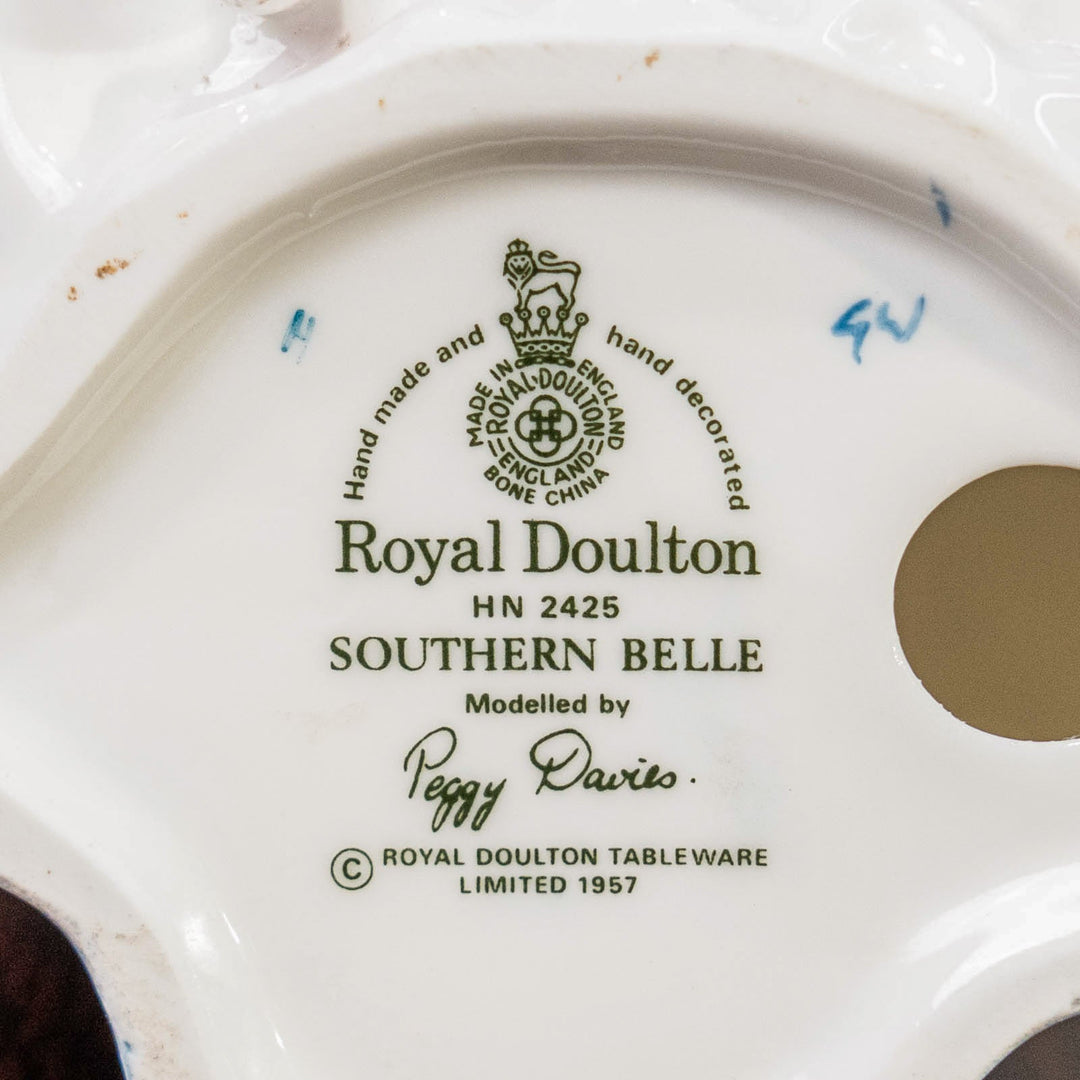 Hand made and hand decorated
MADE IN ENGLAND
ROYAL·DOULTON
ENGLAND
BONE CHINA
H
GW
Royal Doulton
HN 2425
SOUTHERN BELLE
Modelled by
Peggy Davies.
© ROYAL DOULTON TABLEWARE
LIMITED 1957